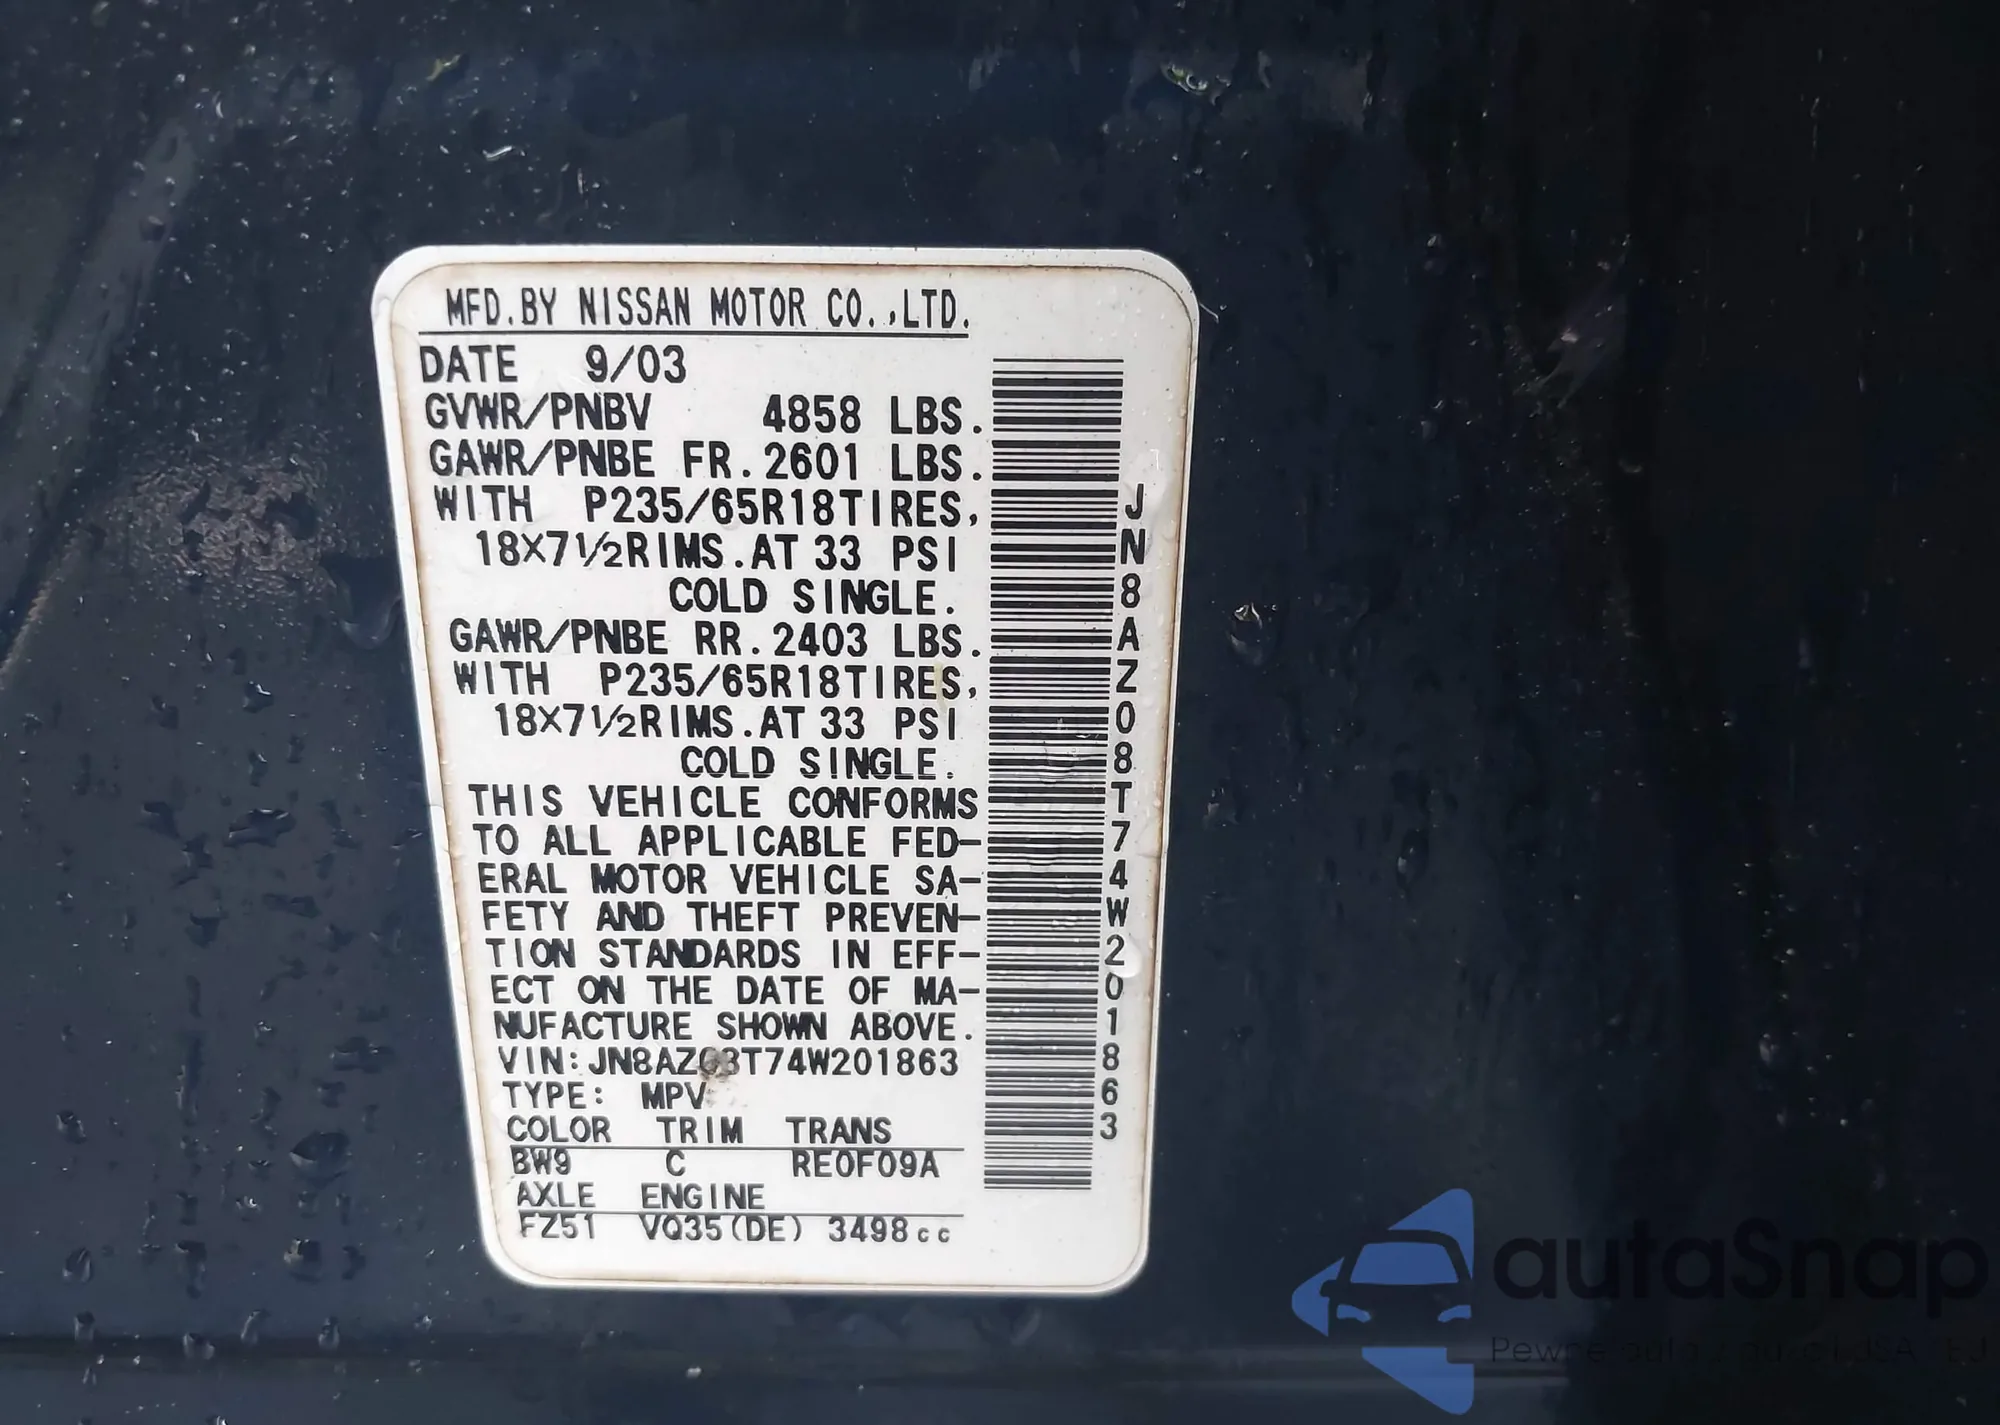 MFD.BY NISSAN MOTOR CO.,LTD.
DATE 9/03
GVWR/PNBV 4858 LBS.
GAWR/PNBE FR.2601 LBS.
WITH P235/65R18TIRES,
18X7½RIMS.AT 33 PSI
COLD SINGLE.
GAWR/PNBE RR.2403 LBS.
WITH P235/65R18TIRES,
18X7½RIMS.AT 33 PSI
COLD SINGLE.
THIS VEHICLE CONFORMS
TO ALL APPLICABLE FED-
ERAL MOTOR VEHICLE SA-
FETY AND THEFT PREVEN-
TION STANDARDS IN EFF-
ECT ON THE DATE OF MA-
NUFACTURE SHOWN ABOVE.
VIN:JN8AZ08T74W201863
TYPE: MPV
COLOR TRIM TRANS
BW9 C RE0F09A
AXLE ENGINE
FZ51 VQ35(DE) 3498cc
JN8AZ08T74W201863
autaSnap